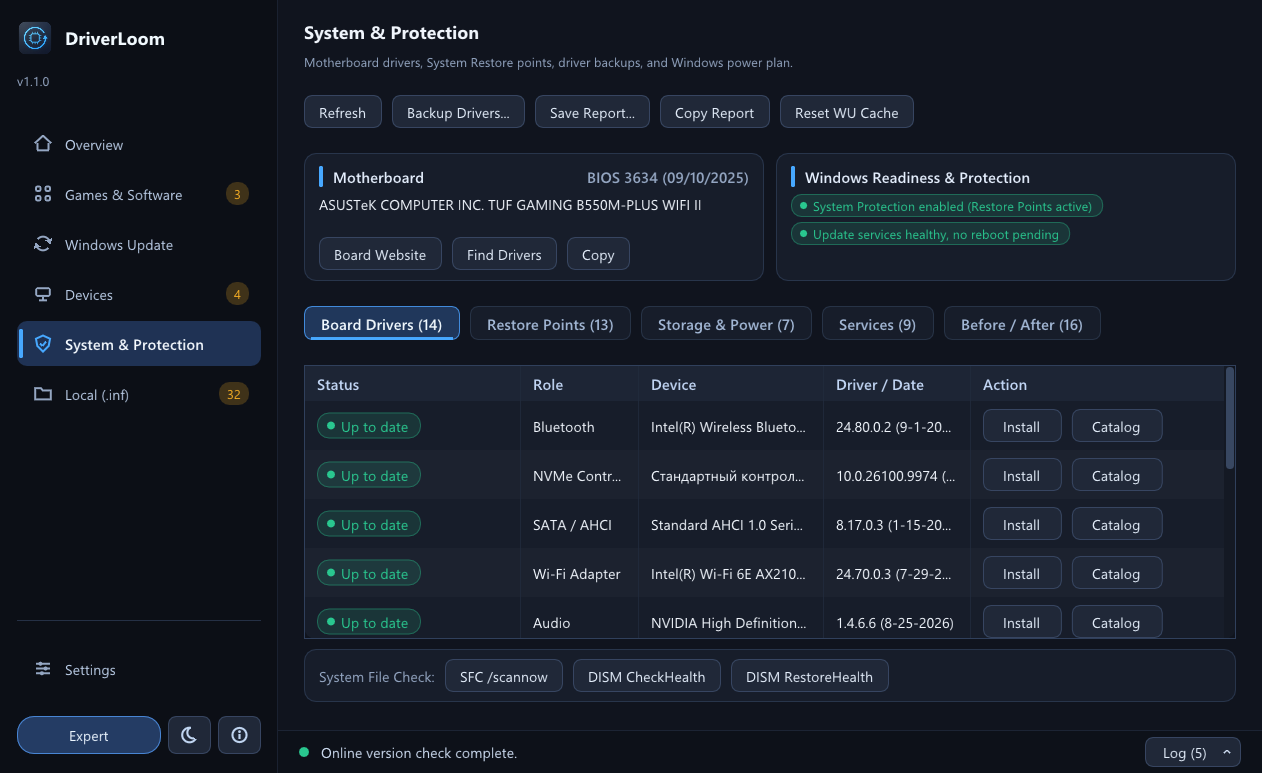 DriverLoom
v1.1.0
Overview
Games & Software 3
Windows Update
Devices 4
System & Protection
Local (.inf) 32
Settings
Expert
System & Protection
Motherboard drivers, System Restore points, driver backups, and Windows power plan.
Refresh Backup Drivers... Save Report... Copy Report Reset WU Cache
Motherboard BIOS 3634 (09/10/2025)
ASUSTeK COMPUTER INC. TUF GAMING B550M-PLUS WIFI II
Board Website Find Drivers Copy
Windows Readiness & Protection
System Protection enabled (Restore Points active)
Update services healthy, no reboot pending
Board Drivers (14) Restore Points (13) Storage & Power (7) Services (9) Before / After (16)
Status Role Device Driver / Date Action
Up to date Bluetooth Intel(R) Wireless Blueto... 24.80.0.2 (9-1-20... Install Catalog
Up to date NVMe Contr... Стандартный контрол... 10.0.26100.9974 (... Install Catalog
Up to date SATA / AHCI Standard AHCI 1.0 Seri... 8.17.0.3 (1-15-20... Install Catalog
Up to date Wi-Fi Adapter Intel(R) Wi-Fi 6E AX210... 24.70.0.3 (7-29-2... Install Catalog
Up to date Audio NVIDIA High Definition... 1.4.6.6 (8-25-2026) Install Catalog
System File Check: SFC /scannow DISM CheckHealth DISM RestoreHealth
Online version check complete. Log (5)